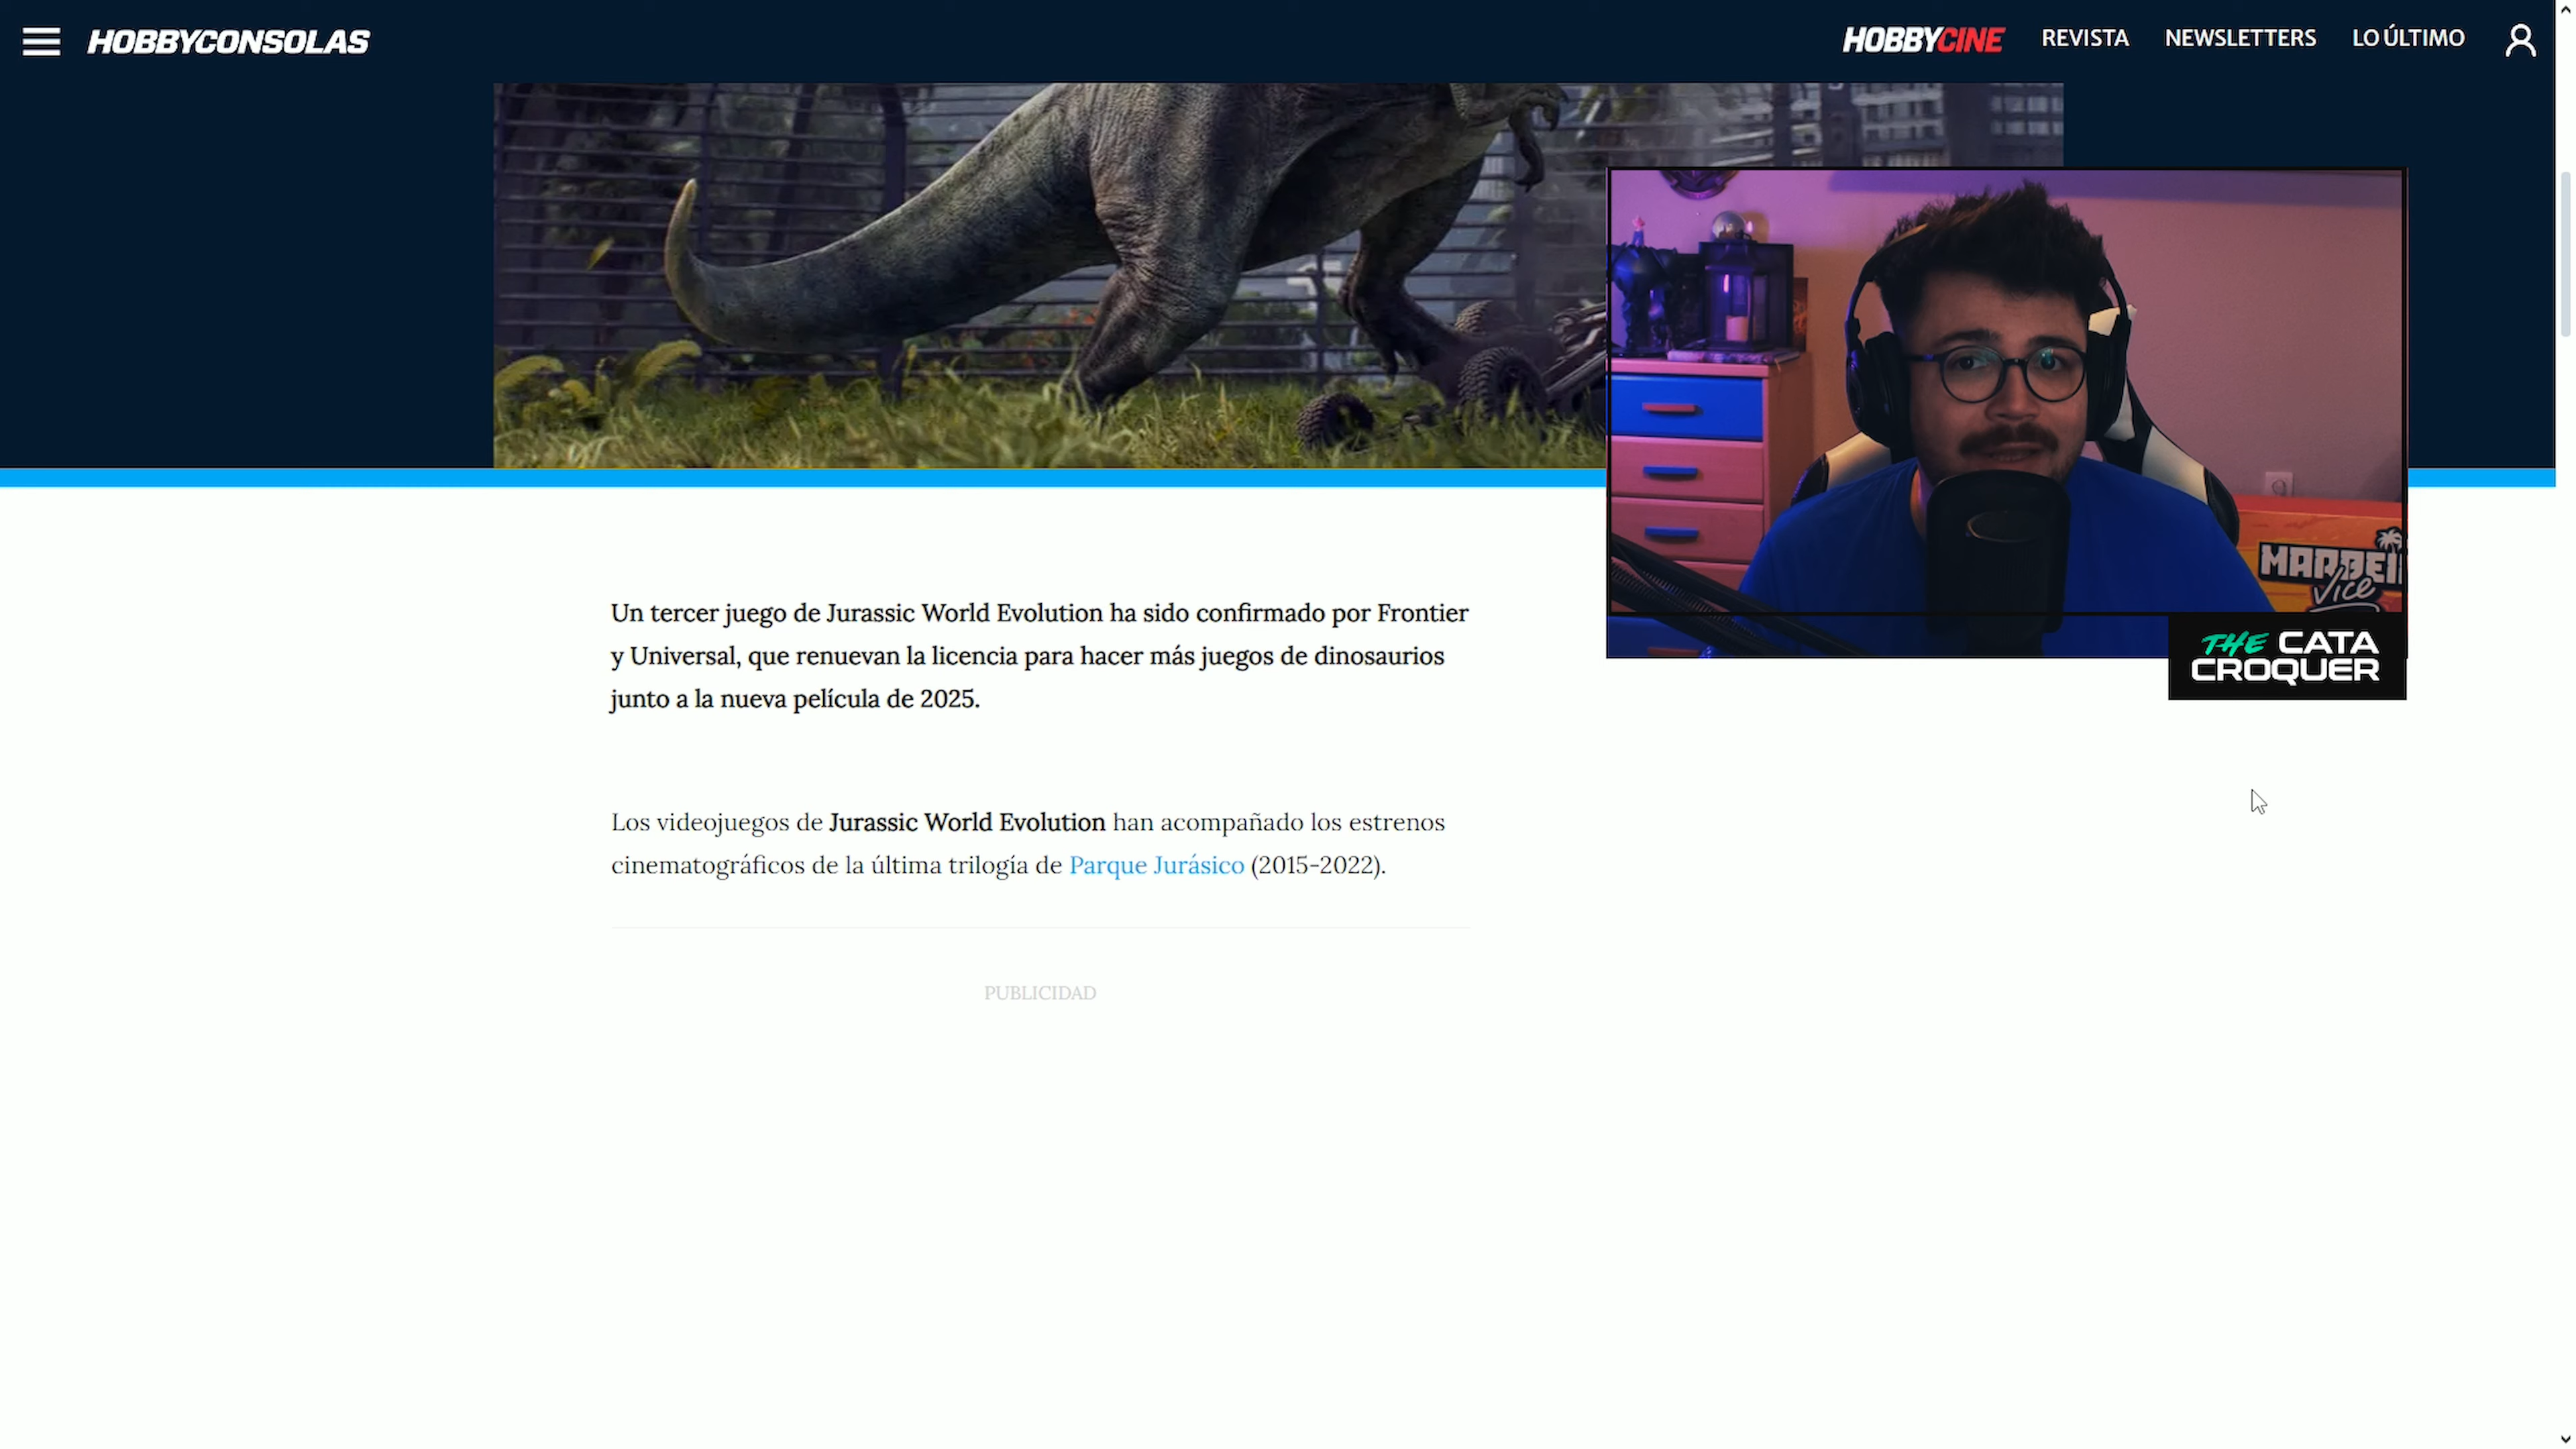 HOBBYCONSOLAS
HOBBYCINE REVISTA NEWSLETTERS LO ÚLTIMO
Vice
THE CATA
CROQUER
Un tercer juego de Jurassic World Evolution ha sido confirmado por Frontier
y Universal, que renuevan la licencia para hacer más juegos de dinosaurios
junto a la nueva película de 2025.
Los videojuegos de Jurassic World Evolution han acompañado los estrenos
cinematográficos de la última trilogía de Parque Jurásico (2015-2022).
PUBLICIDAD